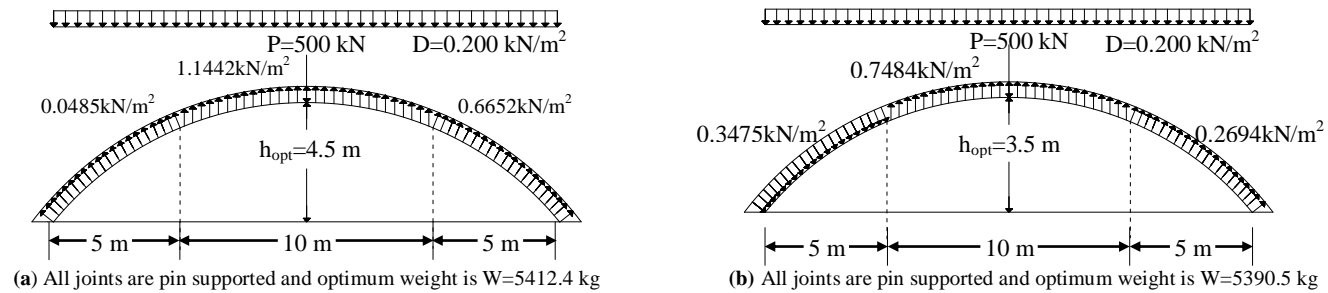 P=500 kN D=0.200 kN/m²
1.1442kN/m²
0.0485kN/m²
0.6652kN/m²
hopt=4.5 m
5 m 10 m 5 m
(a) All joints are pin supported and optimum weight is W=5412.4 kg
P=500 kN D=0.200 kN/m²
0.7484kN/m²
0.3475kN/m²
0.2694kN/m²
hopt=3.5 m
5 m 10 m 5 m
(b) All joints are pin supported and optimum weight is W=5390.5 kg